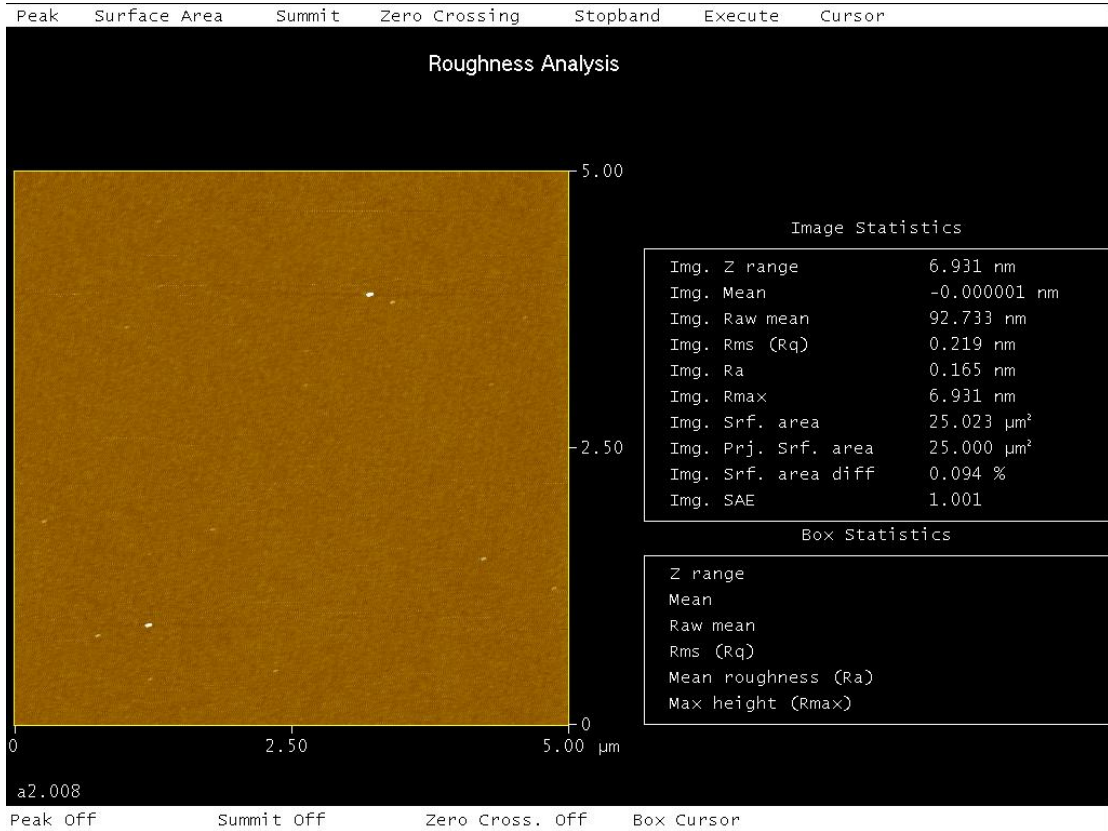 Peak Surface Area Summit Zero Crossing Stopband Execute Cursor
Roughness Analysis
5.00
2.50
0
0 2.50 5.00 µm
Image Statistics
Img. Z range 6.931 nm
Img. Mean -0.000001 nm
Img. Raw mean 92.733 nm
Img. Rms (Rq) 0.219 nm
Img. Ra 0.165 nm
Img. Rmax 6.931 nm
Img. Srf. area 25.023 µm²
Img. Prj. Srf. area 25.000 µm²
Img. Srf. area diff 0.094 %
Img. SAE 1.001
Box Statistics
Z range
Mean
Raw mean
Rms (Rq)
Mean roughness (Ra)
Max height (Rmax)
a2.008
Peak Off Summit Off Zero Cross. Off Box Cursor